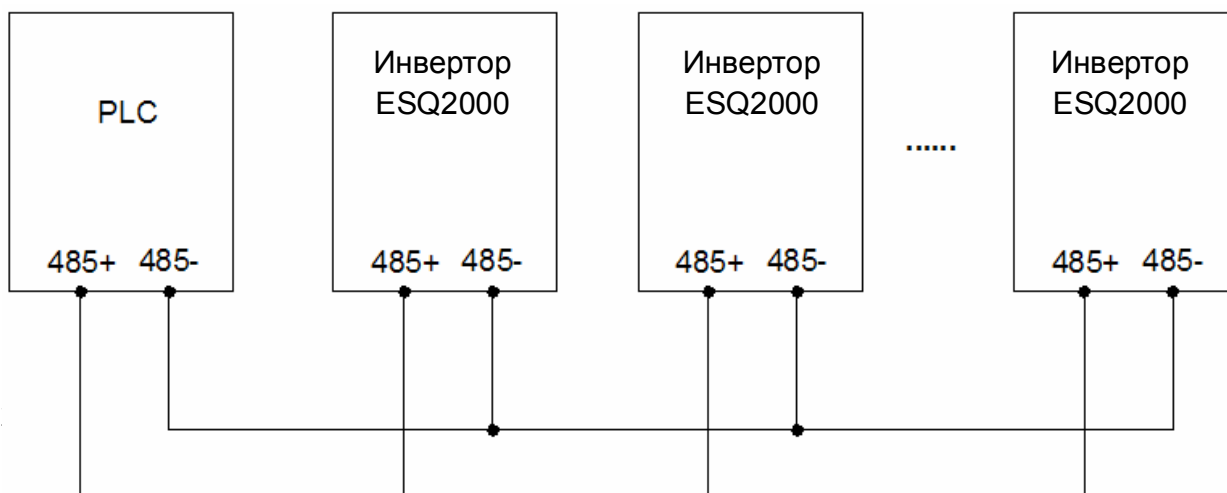 PLC
485+ 485-
Инвертор
ESQ2000
485+ 485-
Инвертор
ESQ2000
485+ 485-
......
Инвертор
ESQ2000
485+ 485-